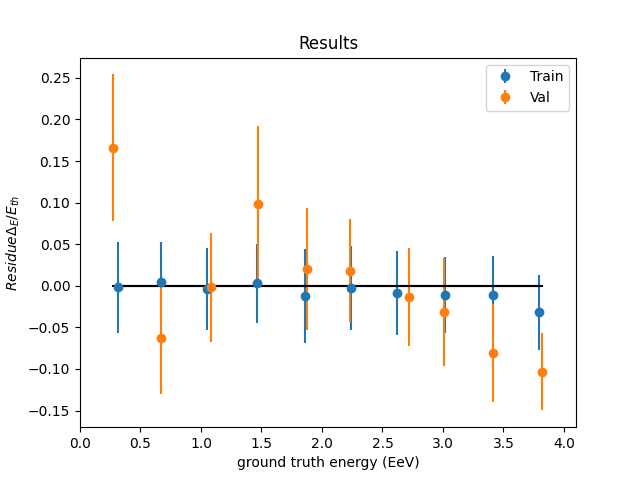 Results
Train
Val
0.25
0.20
0.15
0.10
0.05
0.00
−0.05
−0.10
−0.15
ResidueΔ_E/E_th
0.0 0.5 1.0 1.5 2.0 2.5 3.0 3.5 4.0
ground truth energy (EeV)